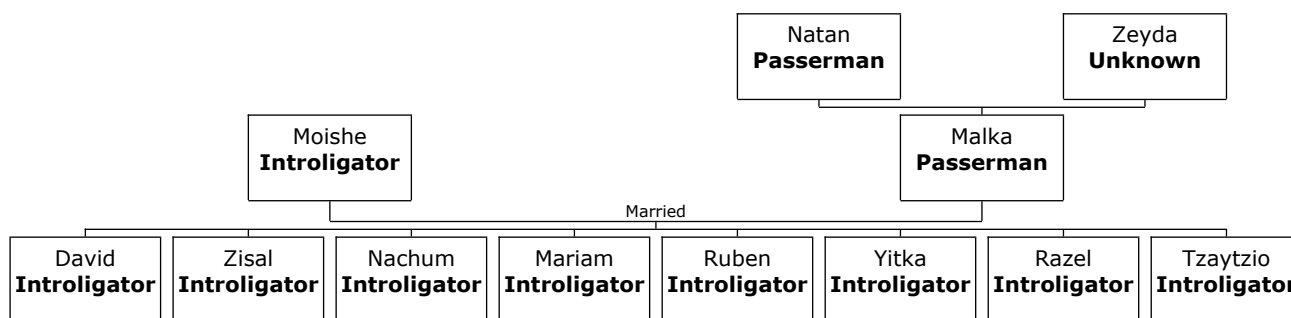 Natan
Passerman
Zeyda
Unknown
Moishe
Introligator
Malka
Passerman
Married
David
Introligator
Zisal
Introligator
Nachum
Introligator
Mariam
Introligator
Ruben
Introligator
Yitka
Introligator
Razel
Introligator
Tzaytzio
Introligator